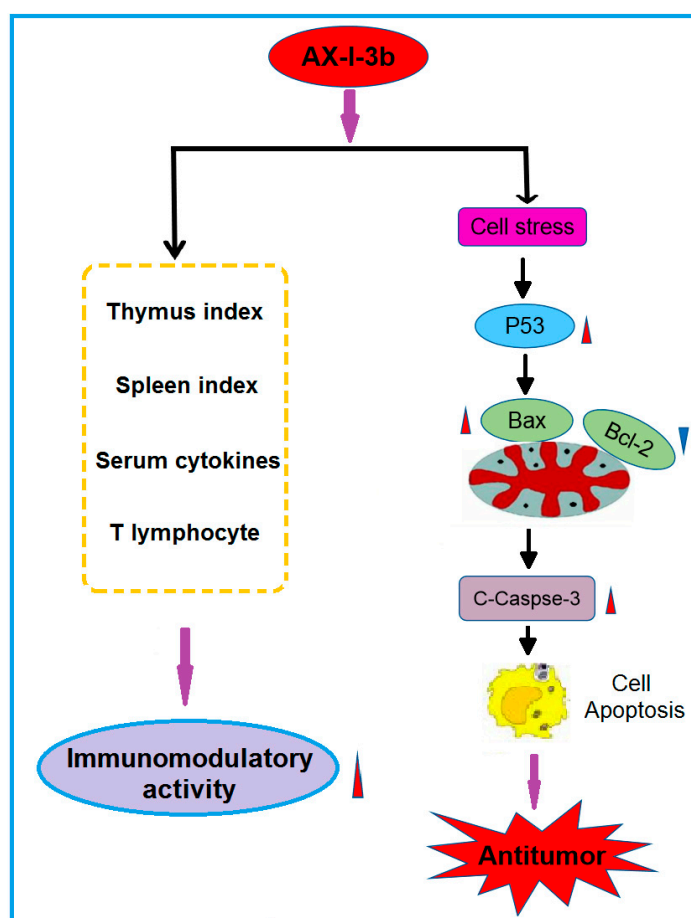 AX-I-3b
Thymus index
Spleen index
Serum cytokines
T lymphocyte
Immunomodulatory
activity
Cell stress
P53
Bax
Bcl-2
C-Caspse-3
Cell
Apoptosis
Antitumor